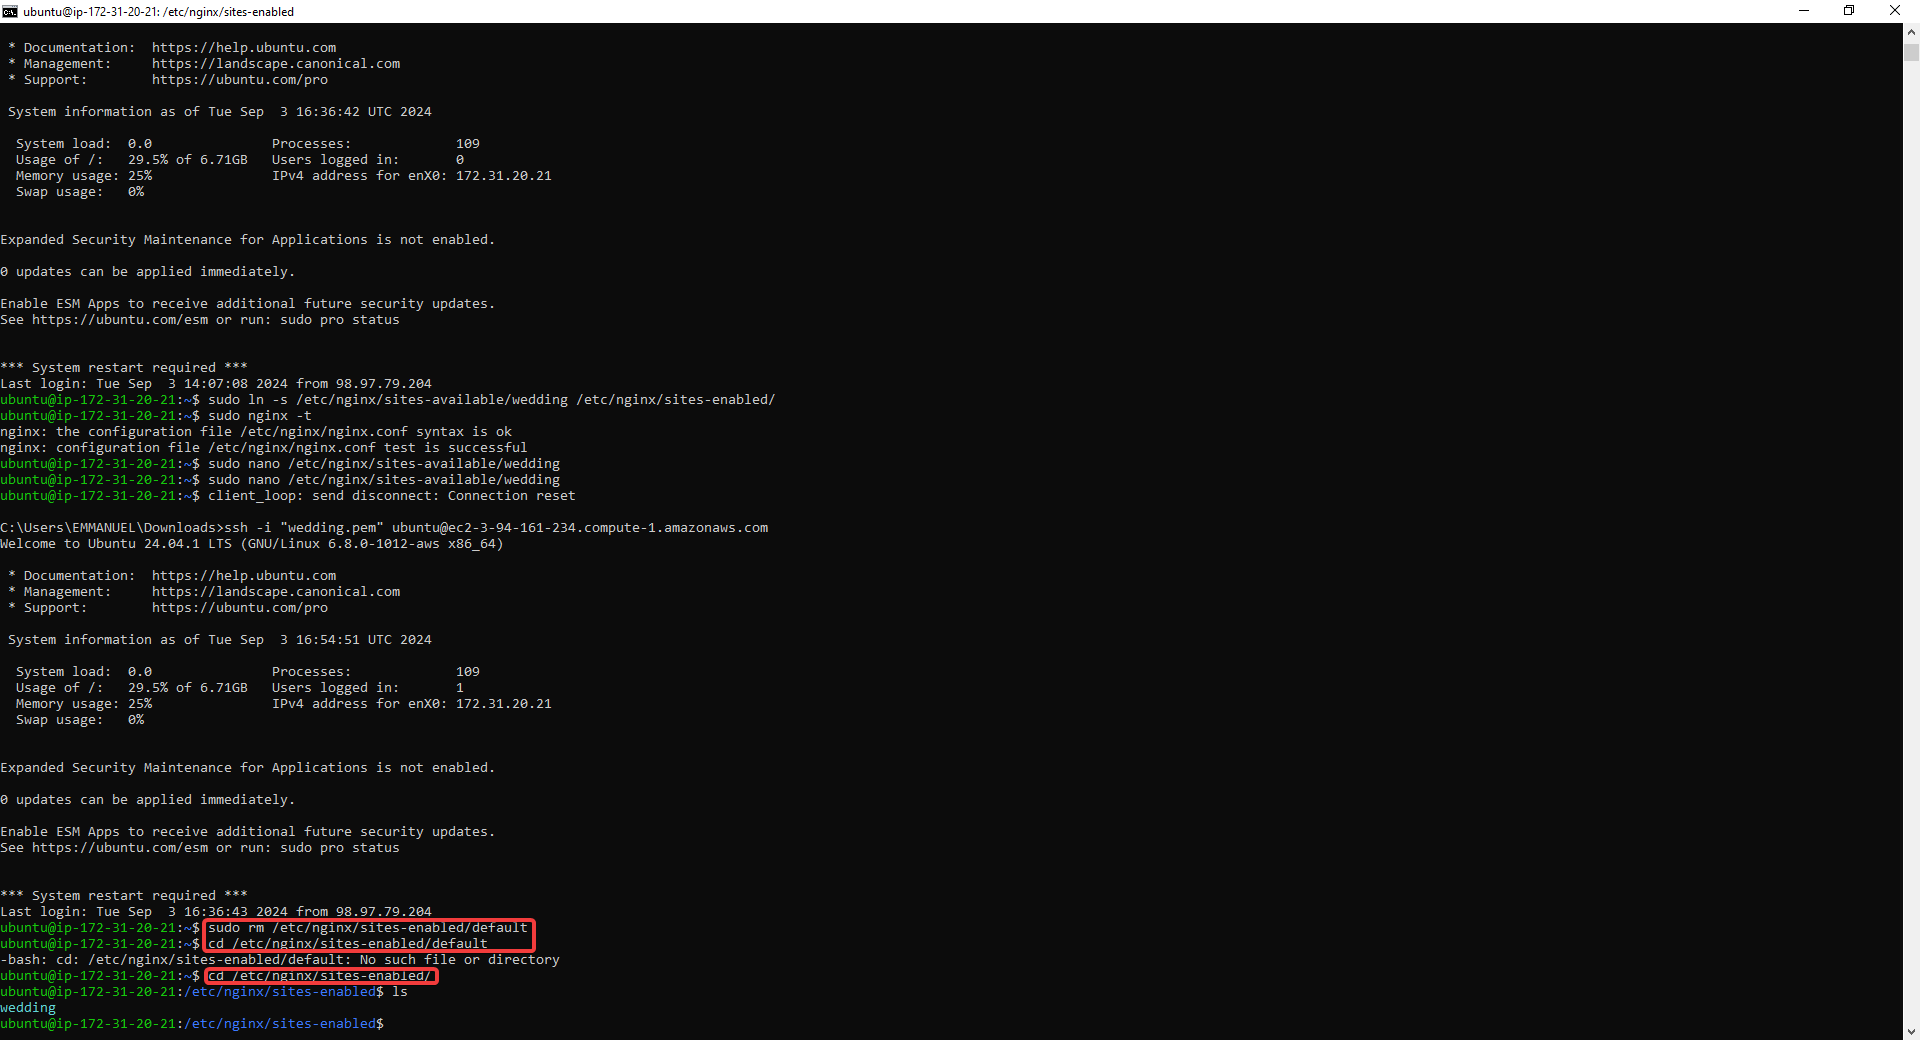 ubuntu@ip-172-31-20-21: /etc/nginx/sites-enabled
* Documentation:  https://help.ubuntu.com
* Management:     https://landscape.canonical.com
* Support:        https://ubuntu.com/pro
System information as of Tue Sep  3 16:36:42 UTC 2024
System load:  0.0               Processes:             109
Usage of /:   29.5% of 6.71GB   Users logged in:       0
Memory usage: 25%               IPv4 address for enX0: 172.31.20.21
Swap usage:   0%
Expanded Security Maintenance for Applications is not enabled.
0 updates can be applied immediately.
Enable ESM Apps to receive additional future security updates.
See https://ubuntu.com/esm or run: sudo pro status
*** System restart required ***
Last login: Tue Sep  3 14:07:08 2024 from 98.97.79.204
ubuntu@ip-172-31-20-21:~$ sudo ln -s /etc/nginx/sites-available/wedding /etc/nginx/sites-enabled/
ubuntu@ip-172-31-20-21:~$ sudo nginx -t
nginx: the configuration file /etc/nginx/nginx.conf syntax is ok
nginx: configuration file /etc/nginx/nginx.conf test is successful
ubuntu@ip-172-31-20-21:~$ sudo nano /etc/nginx/sites-available/wedding
ubuntu@ip-172-31-20-21:~$ sudo nano /etc/nginx/sites-available/wedding
ubuntu@ip-172-31-20-21:~$ client_loop: send disconnect: Connection reset
C:\Users\EMMANUEL\Downloads>ssh -i "wedding.pem" ubuntu@ec2-3-94-161-234.compute-1.amazonaws.com
Welcome to Ubuntu 24.04.1 LTS (GNU/Linux 6.8.0-1012-aws x86_64)
* Documentation:  https://help.ubuntu.com
* Management:     https://landscape.canonical.com
* Support:        https://ubuntu.com/pro
System information as of Tue Sep  3 16:54:51 UTC 2024
System load:  0.0               Processes:             109
Usage of /:   29.5% of 6.71GB   Users logged in:       1
Memory usage: 25%               IPv4 address for enX0: 172.31.20.21
Swap usage:   0%
Expanded Security Maintenance for Applications is not enabled.
0 updates can be applied immediately.
Enable ESM Apps to receive additional future security updates.
See https://ubuntu.com/esm or run: sudo pro status
*** System restart required ***
Last login: Tue Sep  3 16:36:43 2024 from 98.97.79.204
ubuntu@ip-172-31-20-21:~$ sudo rm /etc/nginx/sites-enabled/default
ubuntu@ip-172-31-20-21:~$ cd /etc/nginx/sites-enabled/default
-bash: cd: /etc/nginx/sites-enabled/default: No such file or directory
ubuntu@ip-172-31-20-21:~$ cd /etc/nginx/sites-enabled/
ubuntu@ip-172-31-20-21:/etc/nginx/sites-enabled$ ls
wedding
ubuntu@ip-172-31-20-21:/etc/nginx/sites-enabled$